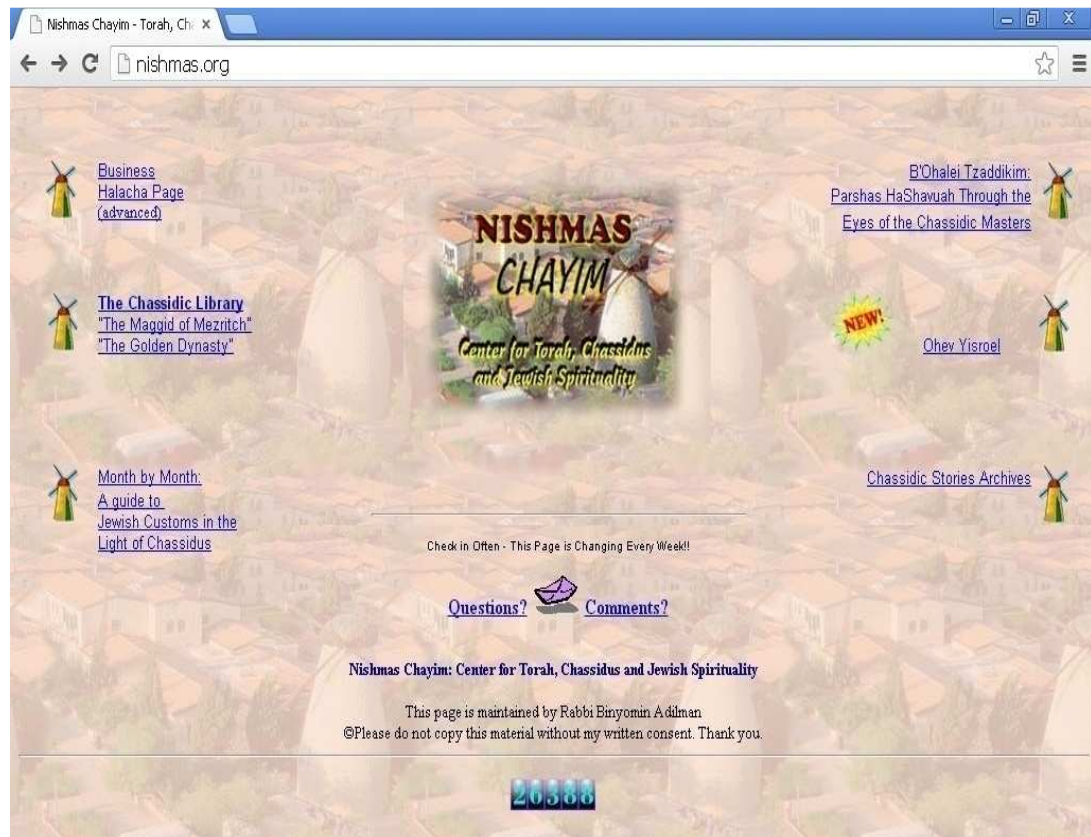 Nishmas Chayim - Torah, Ch
nishmas.org
Business
Halacha Page
(advanced)
The Chassidic Library
"The Maggid of Mezritch"
"The Golden Dynasty"
Month by Month:
A guide to
Jewish Customs in the
Light of Chassidus
NISHMAS
CHAYIM
Center for Torah, Chassidus
and Jewish Spirituality
B'Ohalei Tzaddikim:
Parshas HaShavuah Through the
Eyes of the Chassidic Masters
NEW!
Ohev Yisroel
Chassidic Stories Archives
Check in Often - This Page is Changing Every Week!!
Questions? Comments?
Nishmas Chayim: Center for Torah, Chassidus and Jewish Spirituality
This page is maintained by Rabbi Binyomin Adilman
©Please do not copy this material without my written consent. Thank you.
26388